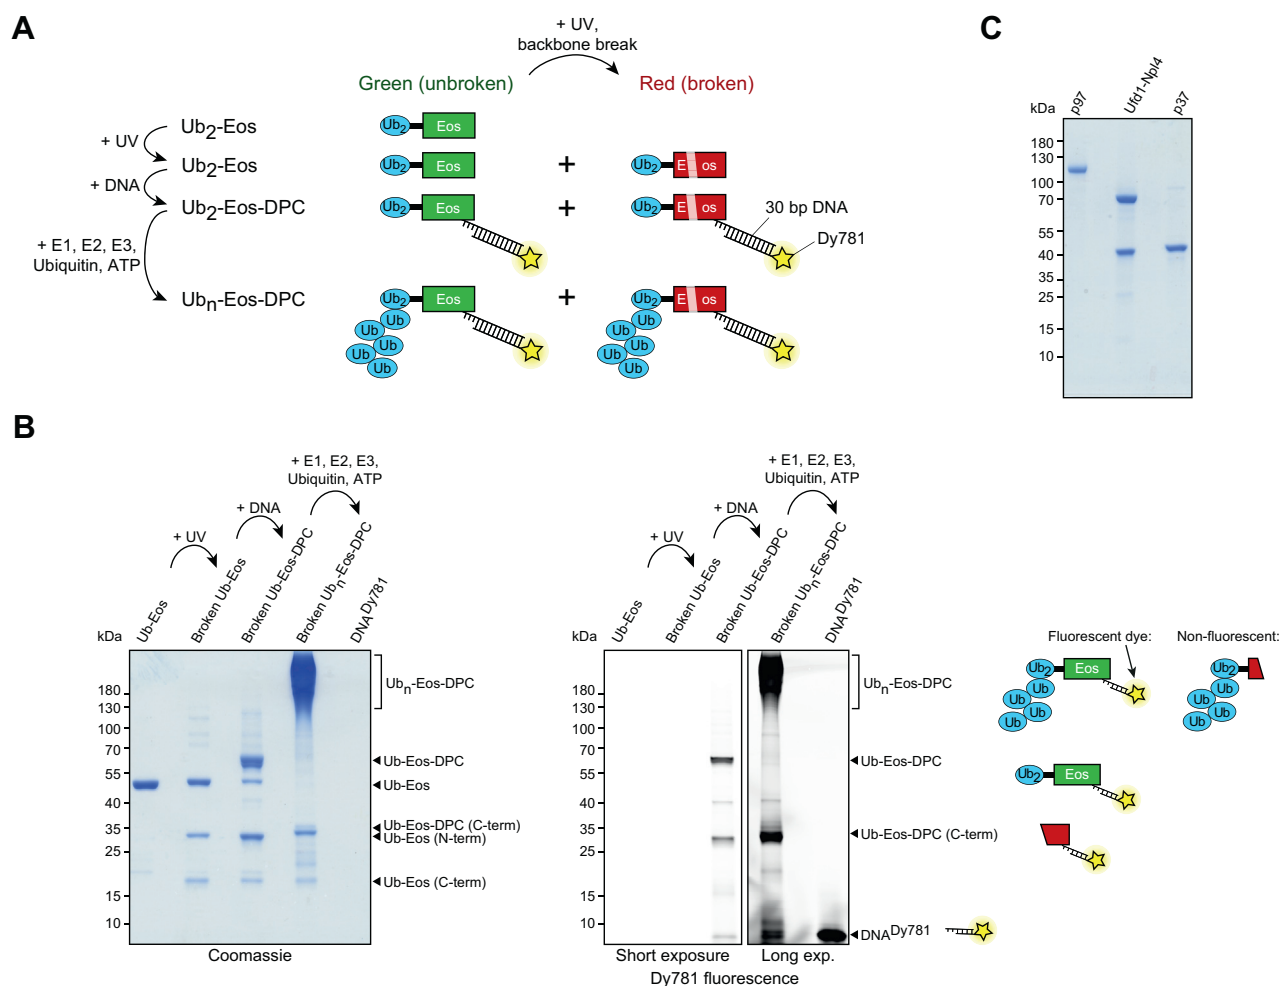 A
+ UV,
backbone break
Green (unbroken)
Red (broken)
Ub2-Eos
Ub2 Eos
+ UV
Ub2-Eos
Ub2 Eos
+
Ub2 E os
+ DNA
Ub2-Eos-DPC
Ub2 Eos
+
Ub2 E os
30 bp DNA
Dy781
+ E1, E2, E3,
Ubiquitin, ATP
Ubn-Eos-DPC
Ub2 Eos
+
Ub2 E os
Ub
Ub
Ub
Ub
Ub
Ub
Ub
Ub
Ub
Ub
C
kDa
p97
Ufd1-Npl4
p37
180
130
100
70
55
40
35
25
15
10
B
+ UV
+ DNA
+ E1, E2, E3,
Ubiquitin, ATP
kDa
Ub-Eos
Broken Ub-Eos
Broken Ub-Eos-DPC
Broken Ubn-Eos-DPC
DNADy781
180
130
100
70
55
40
35
25
15
10
Ubn-Eos-DPC
Ub-Eos-DPC
Ub-Eos
Ub-Eos-DPC (C-term)
Ub-Eos (N-term)
Ub-Eos (C-term)
Coomassie
+ UV
+ DNA
+ E1, E2, E3,
Ubiquitin, ATP
kDa
Ub-Eos
Broken Ub-Eos
Broken Ub-Eos-DPC
Broken Ubn-Eos-DPC
DNADy781
180
130
100
70
55
40
35
25
15
10
Ubn-Eos-DPC
Ub-Eos-DPC
Ub-Eos-DPC (C-term)
DNADy781
Short exposure
Long exp.
Dy781 fluorescence
Fluorescent dye:
Non-fluorescent:
Ub2 Eos
Ub
Ub
Ub
Ub
Ub2
Ub
Ub
Ub
Ub
Ub2 Eos